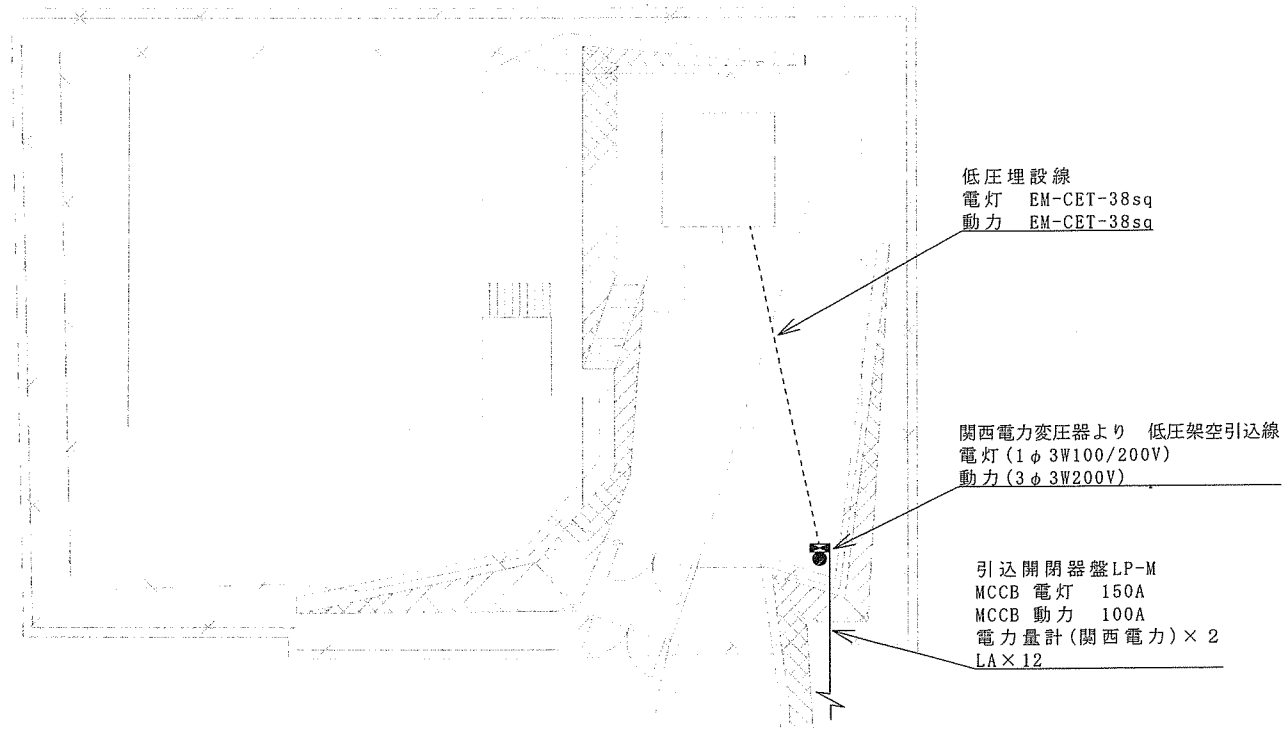 低圧埋設線
電灯 EM-CET-38sq
動力 EM-CET-38sq
関西電力変圧器より 低圧架空引込線
電灯(1φ3W100/200V)
動力(3φ3W200V)
引込開閉器盤LP-M
MCCB 電灯 150A
MCCB 動力 100A
電力量計(関西電力)×2
LA×12